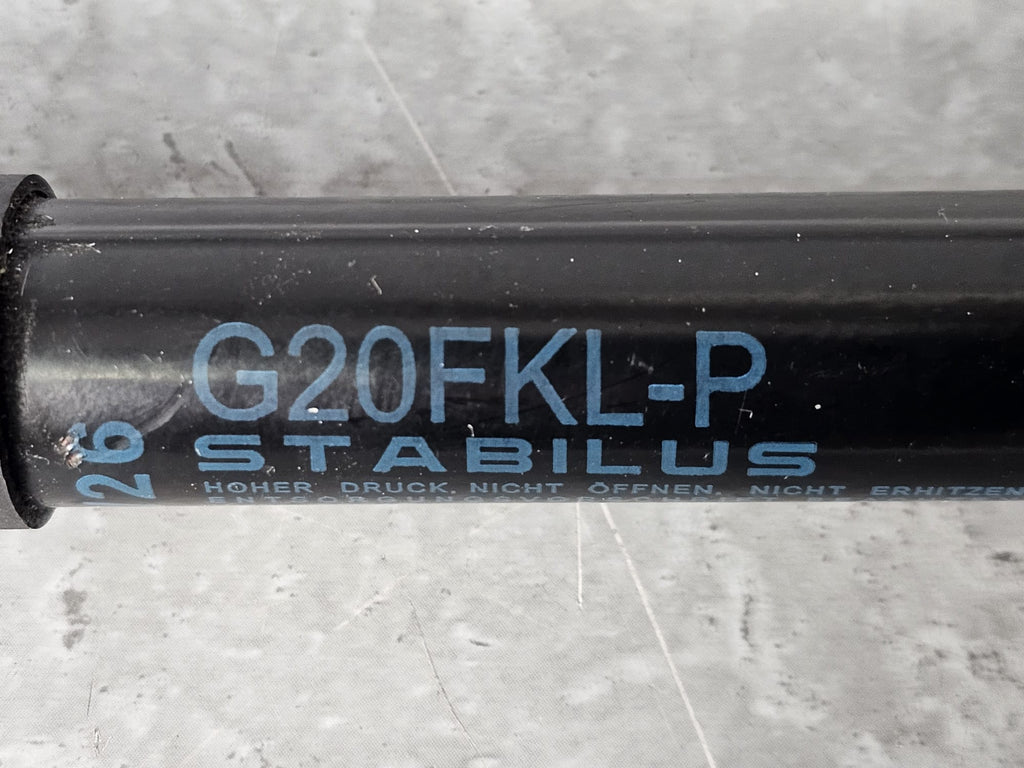 G20FKL-P
STABILUS
HOHER DRUCK, NICHT ÖFFNEN, NICHT ERHITZEN
26